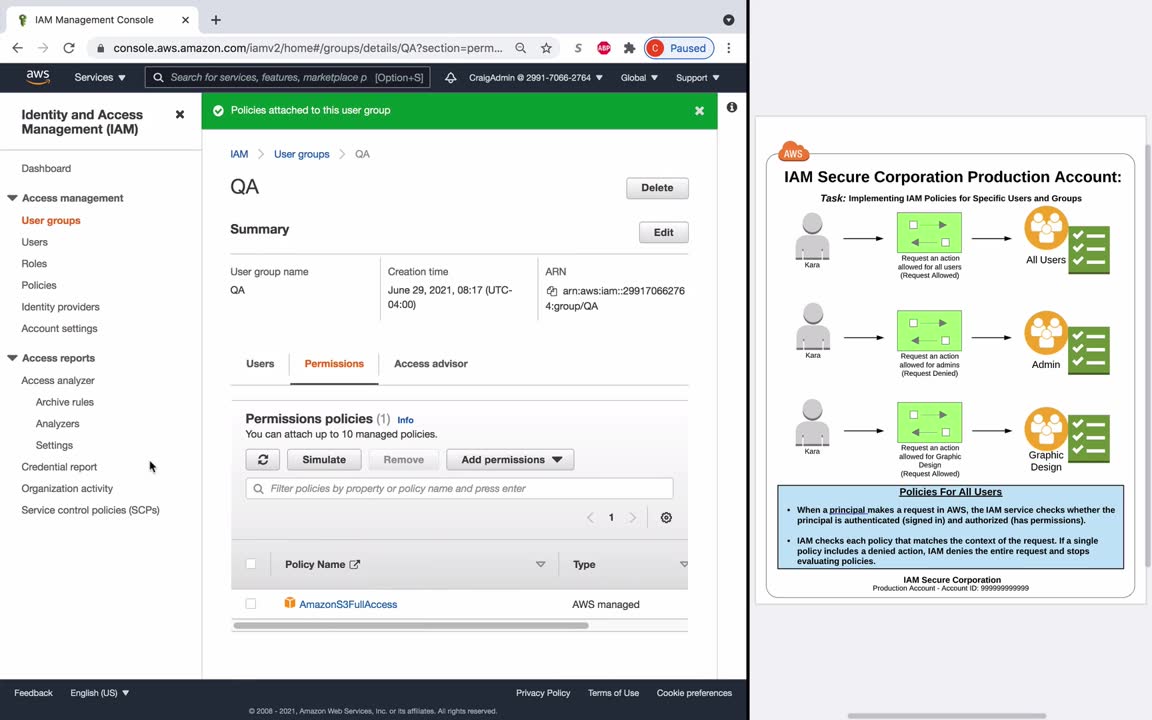 IAM Management Console
console.aws.amazon.com/iamv2/home#/groups/details/QA?section=perm...
S
ABP
C Paused
aws
Services
Search for services, features, marketplace p [Option+S]
CraigAdmin @ 2991-7066-2764
Global
Support
Identity and Access
Management (IAM)
Dashboard
Access management
User groups
Users
Roles
Policies
Identity providers
Account settings
Access reports
Access analyzer
Archive rules
Analyzers
Settings
Credential report
Organization activity
Service control policies (SCPs)
Policies attached to this user group
IAM
User groups
QA
QA
Delete
Summary
Edit
User group name
QA
Creation time
June 29, 2021, 08:17 (UTC-
04:00)
ARN
arn:aws:iam::29917066276
4:group/QA
Users
Permissions
Access advisor
Permissions policies (1) Info
You can attach up to 10 managed policies.
Simulate
Remove
Add permissions
Filter policies by property or policy name and press enter
1
Policy Name
Type
AmazonS3FullAccess
AWS managed
Feedback
English (US)
Privacy Policy
Terms of Use
Cookie preferences
© 2008 - 2021, Amazon Web Services, Inc. or its affiliates. All rights reserved.
AWS
IAM Secure Corporation Production Account:
Task: Implementing IAM Policies for Specific Users and Groups
Kara
Request an action
allowed for all users
(Request Allowed)
All Users
Kara
Request an action
allowed for admins
(Request Denied)
Admin
Kara
Request an action
allowed for Graphic
Design
(Request Allowed)
Graphic
Design
Policies For All Users
• When a principal makes a request in AWS, the IAM service checks whether the
principal is authenticated (signed in) and authorized (has permissions).
• IAM checks each policy that matches the context of the request. If a single
policy includes a denied action, IAM denies the entire request and stops
evaluating policies.
IAM Secure Corporation
Production Account - Account ID: 999999999999